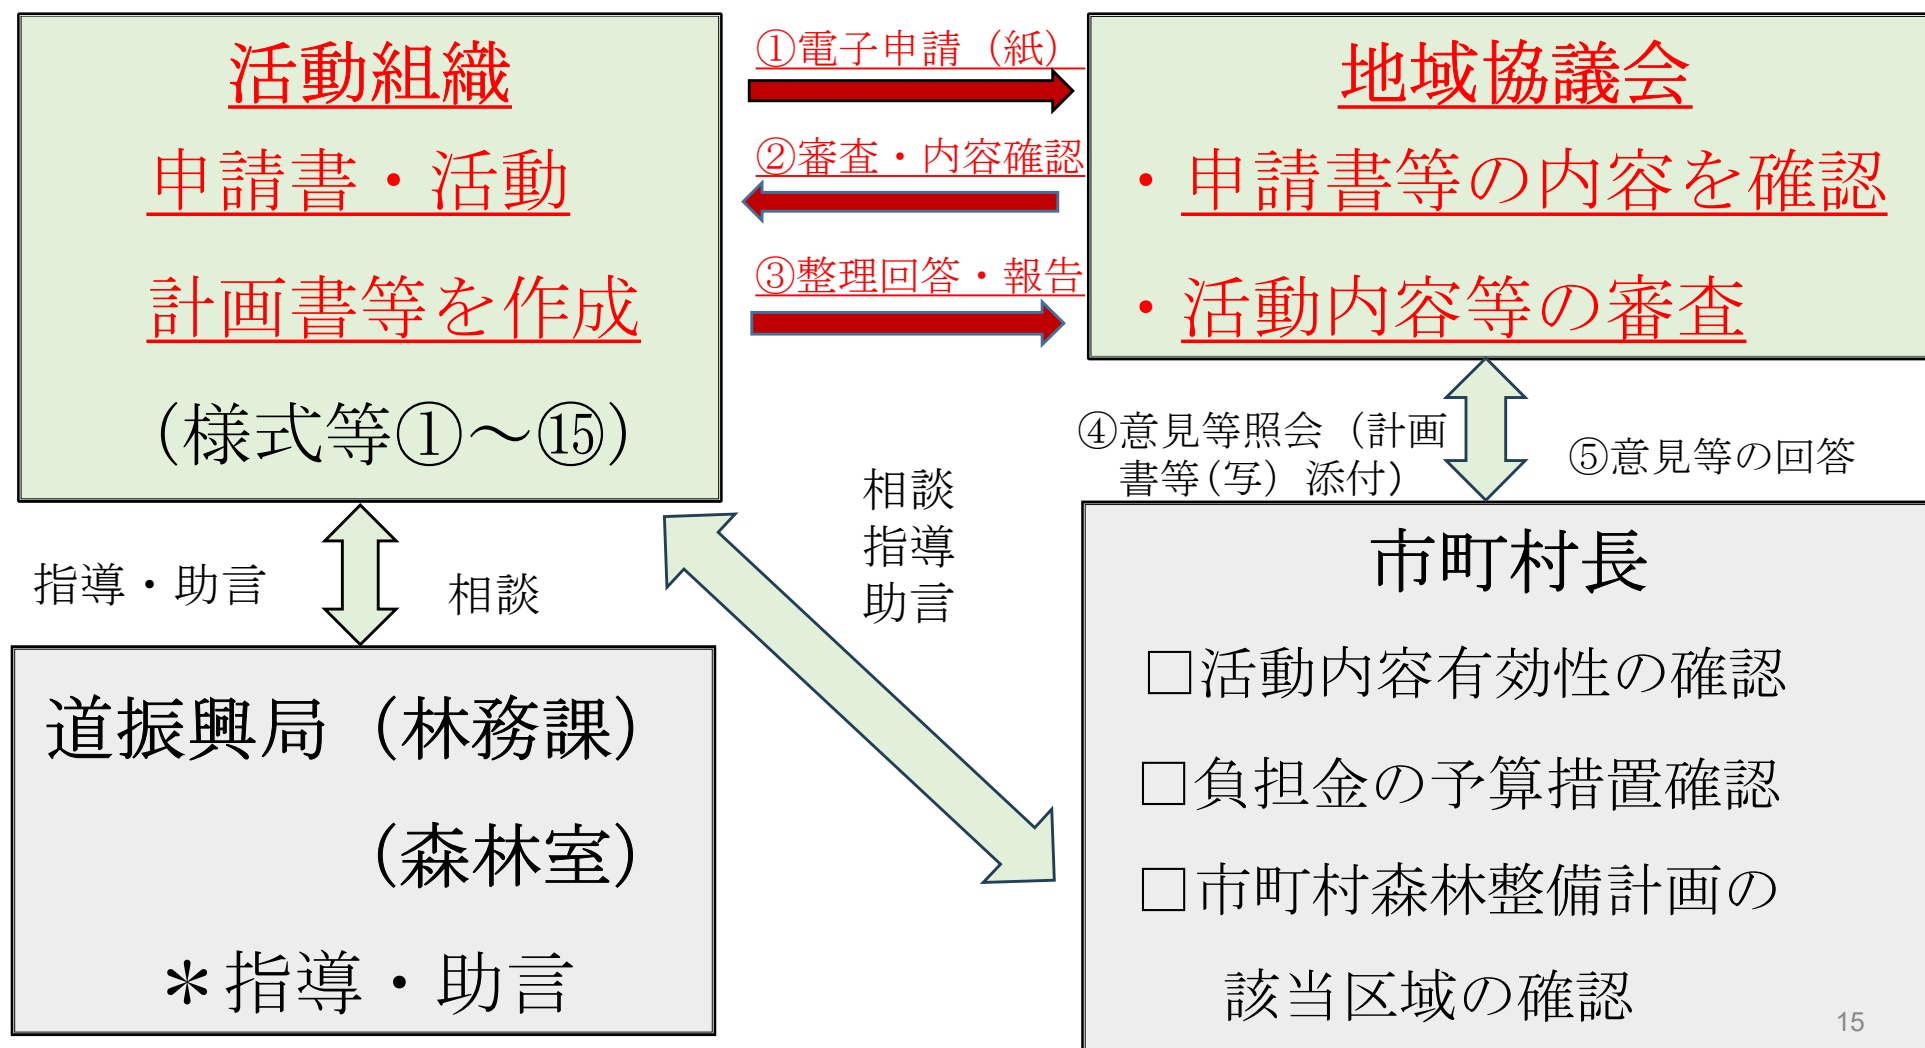 活動組織
申請書・活動
計画書等を作成
(様式等①～⑮)
①電子申請（紙）
②審査・内容確認
③整理回答・報告
地域協議会
・申請書等の内容を確認
・活動内容等の審査
④意見等照会（計画
書等(写）添付）
⑤意見等の回答
相談
指導
助言
指導・助言
相談
道振興局（林務課）
（森林室）
＊指導・助言
市町村長
□活動内容有効性の確認
□負担金の予算措置確認
□市町村森林整備計画の
該当区域の確認
15